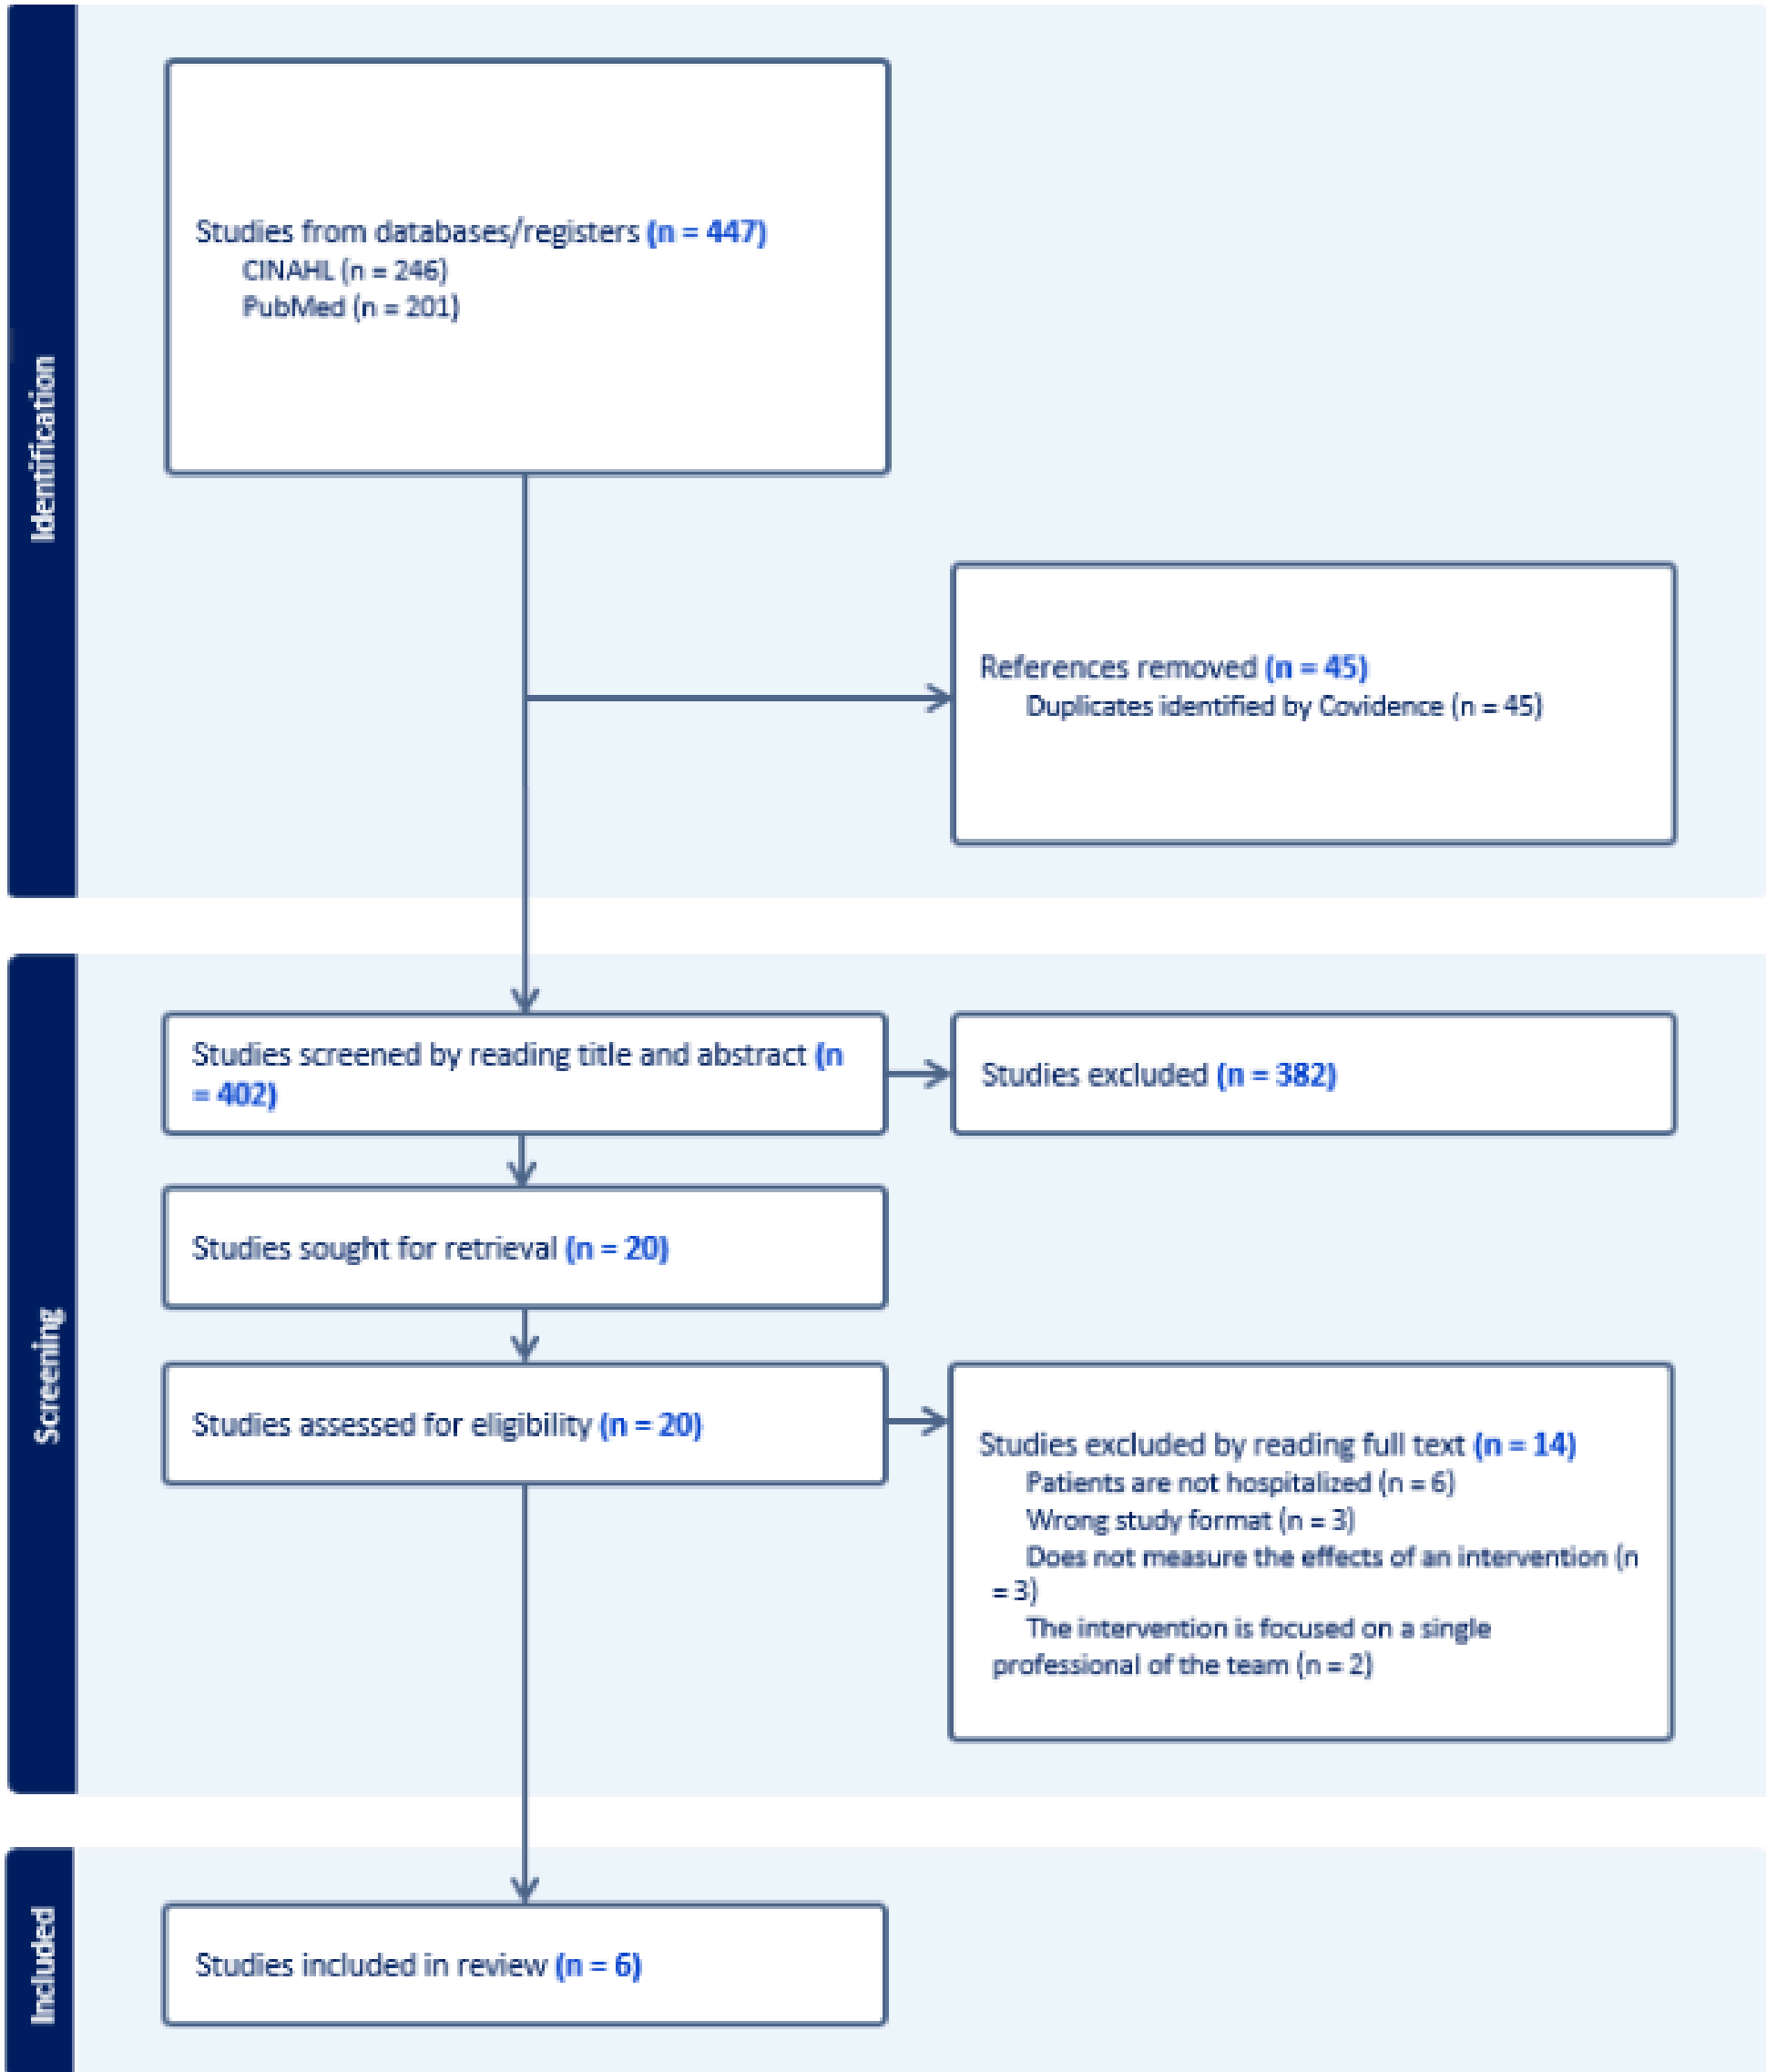 Identification
Studies from databases/registers (n = 447)
CINAHL (n = 246)
PubMed (n = 201)
References removed (n = 45)
Duplicates identified by Covidence (n = 45)
Screening
Studies screened by reading title and abstract (n
= 402)
Studies excluded (n = 382)
Studies sought for retrieval (n = 20)
Studies assessed for eligibility (n = 20)
Studies excluded by reading full text (n = 14)
Patients are not hospitalized (n = 6)
Wrong study format (n = 3)
Does not measure the effects of an intervention (n
= 3)
The intervention is focused on a single
professional of the team (n = 2)
Included
Studies included in review (n = 6)